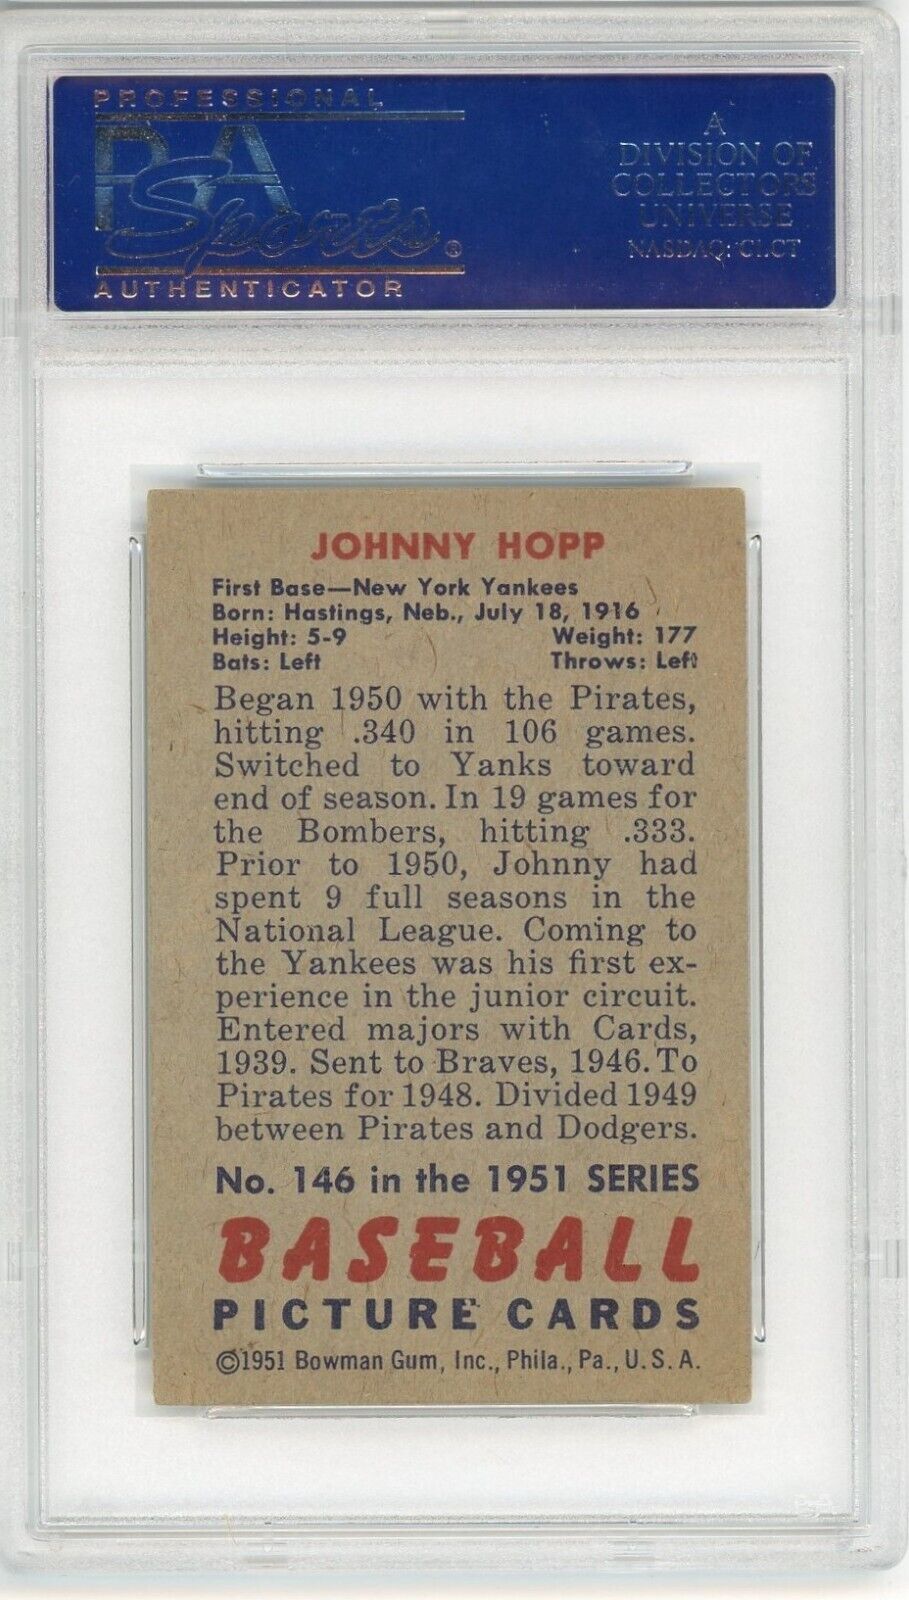 PROFESSIONAL
PSA
Sports®
AUTHENTICATOR
A
DIVISION OF
COLLECTORS
UNIVERSE
NASDAQ: CLCT
JOHNNY HOPP
First Base—New York Yankees
Born: Hastings, Neb., July 18, 1916
Height: 5-9 Weight: 177
Bats: Left Throws: Left
Began 1950 with the Pirates,
hitting .340 in 106 games.
Switched to Yanks toward
end of season. In 19 games for
the Bombers, hitting .333.
Prior to 1950, Johnny had
spent 9 full seasons in the
National League. Coming to
the Yankees was his first ex-
perience in the junior circuit.
Entered majors with Cards,
1939. Sent to Braves, 1946. To
Pirates for 1948. Divided 1949
between Pirates and Dodgers.
No. 146 in the 1951 SERIES
BASEBALL
PICTURE CARDS
©1951 Bowman Gum, Inc., Phila., Pa., U.S.A.